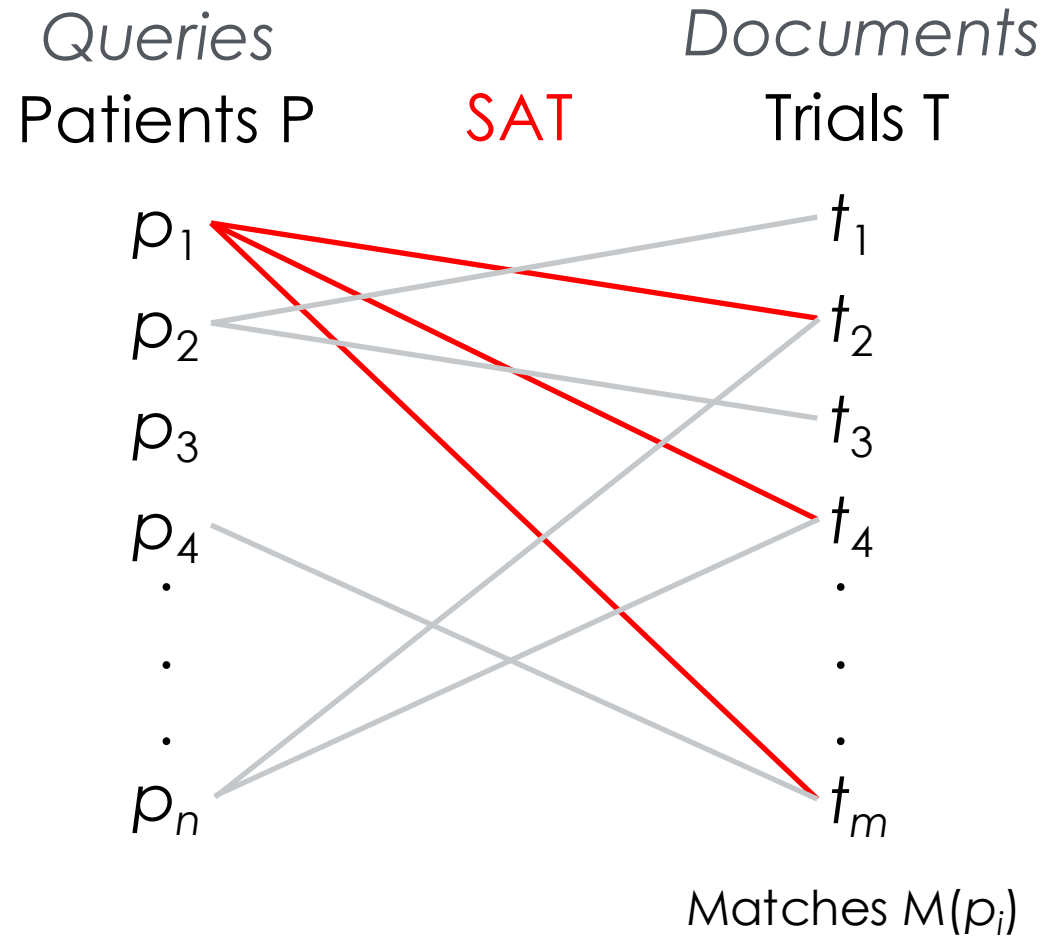 Queries Documents
Patients P SAT Trials T
p₁ t₁
p₂ t₂
p₃ t₃
p₄ t₄
. .
. .
. .
pₙ tₘ
Matches M(pᵢ)